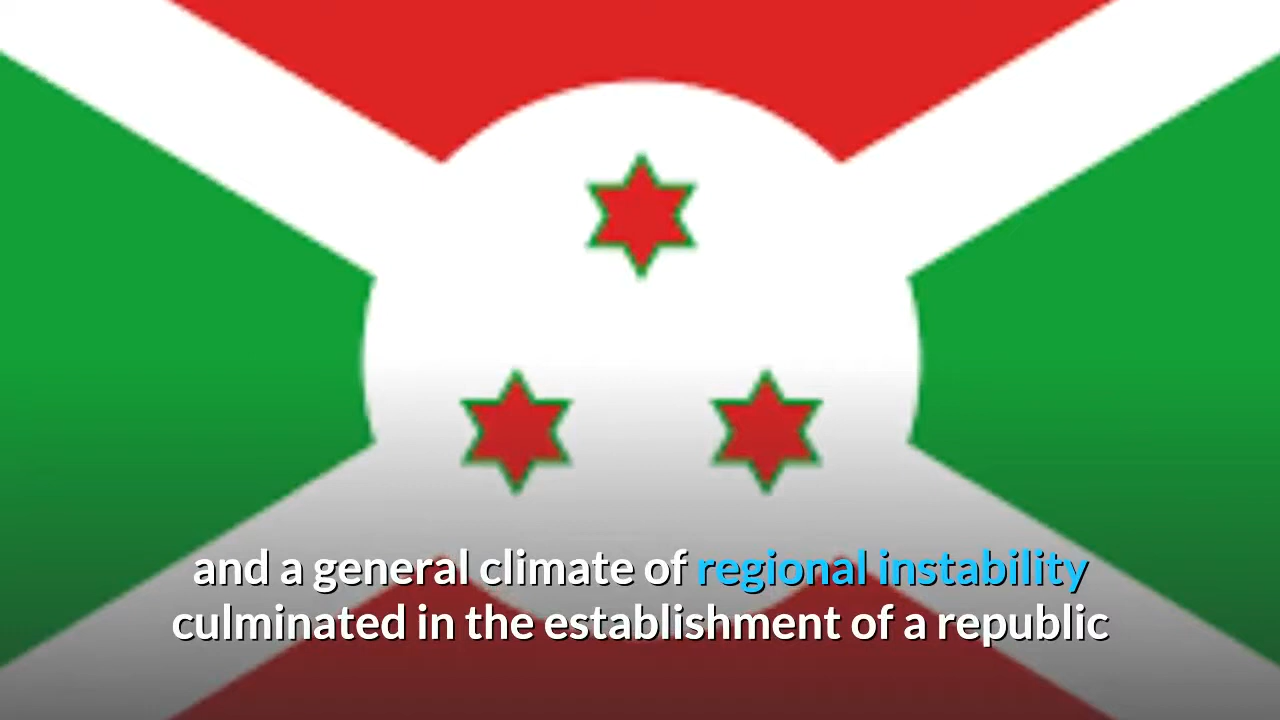 and a general climate of regional instability
culminated in the establishment of a republic